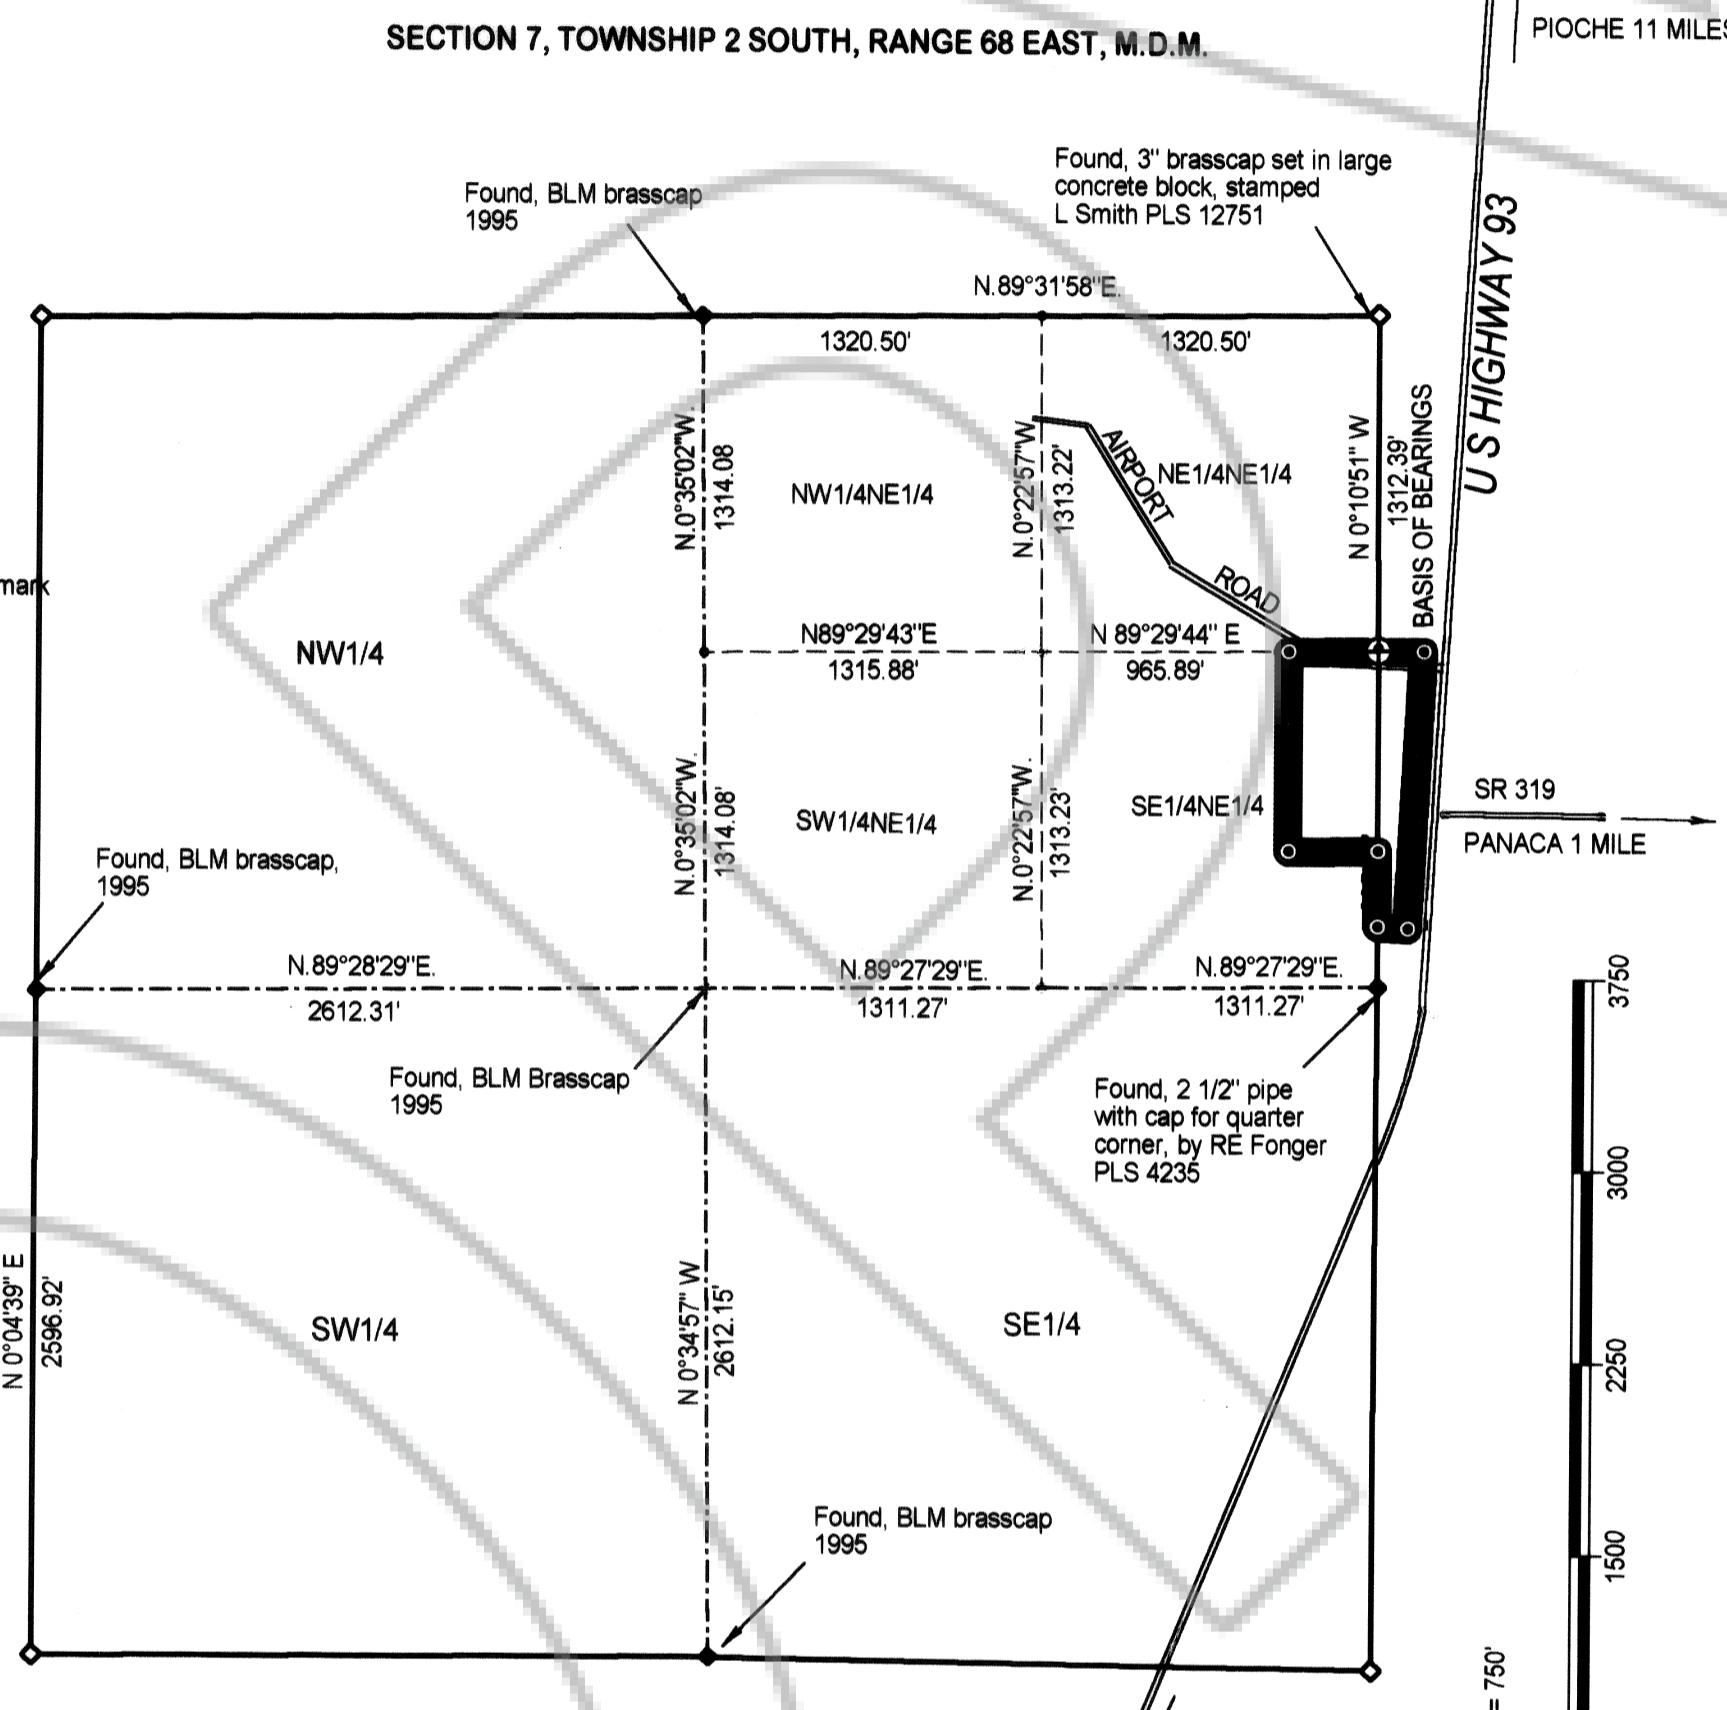 SECTION 7, TOWNSHIP 2 SOUTH, RANGE 68 EAST, M.D.M.
PIOCHE 11 MILES
Found, BLM brasscap
1995
Found, 3" brasscap set in large
concrete block, stamped
L Smith PLS 12751
U S HIGHWAY 93
N.89°31'58"E.
1320.50'
1320.50'
N.0°35'02"W.
1314.08
NW1/4NE1/4
N.0°22'57"W
1313.22'
AIRPORT
ROAD
NE1/4NE1/4
N 0°10'51" W
1312.39'
BASIS OF BEARINGS
mark
NW1/4
N89°29'43"E
1315.88'
N 89°29'44" E
965.89'
N.0°35'02"W.
1314.08'
SW1/4NE1/4
N.0°22'57"W.
1313.23'
SE1/4NE1/4
SR 319
PANACA 1 MILE
Found, BLM brasscap,
1995
N.89°28'29"E.
2612.31'
N.89°27'29"E.
1311.27'
N.89°27'29"E.
1311.27'
Found, BLM Brasscap
1995
Found, 2 1/2" pipe
with cap for quarter
corner, by RE Fonger
PLS 4235
3750
3000
2250
1500
N 0°04'39" E
2596.92'
SW1/4
N 0°34'57" W
2612.15'
SE1/4
Found, BLM brasscap
1995
= 750'